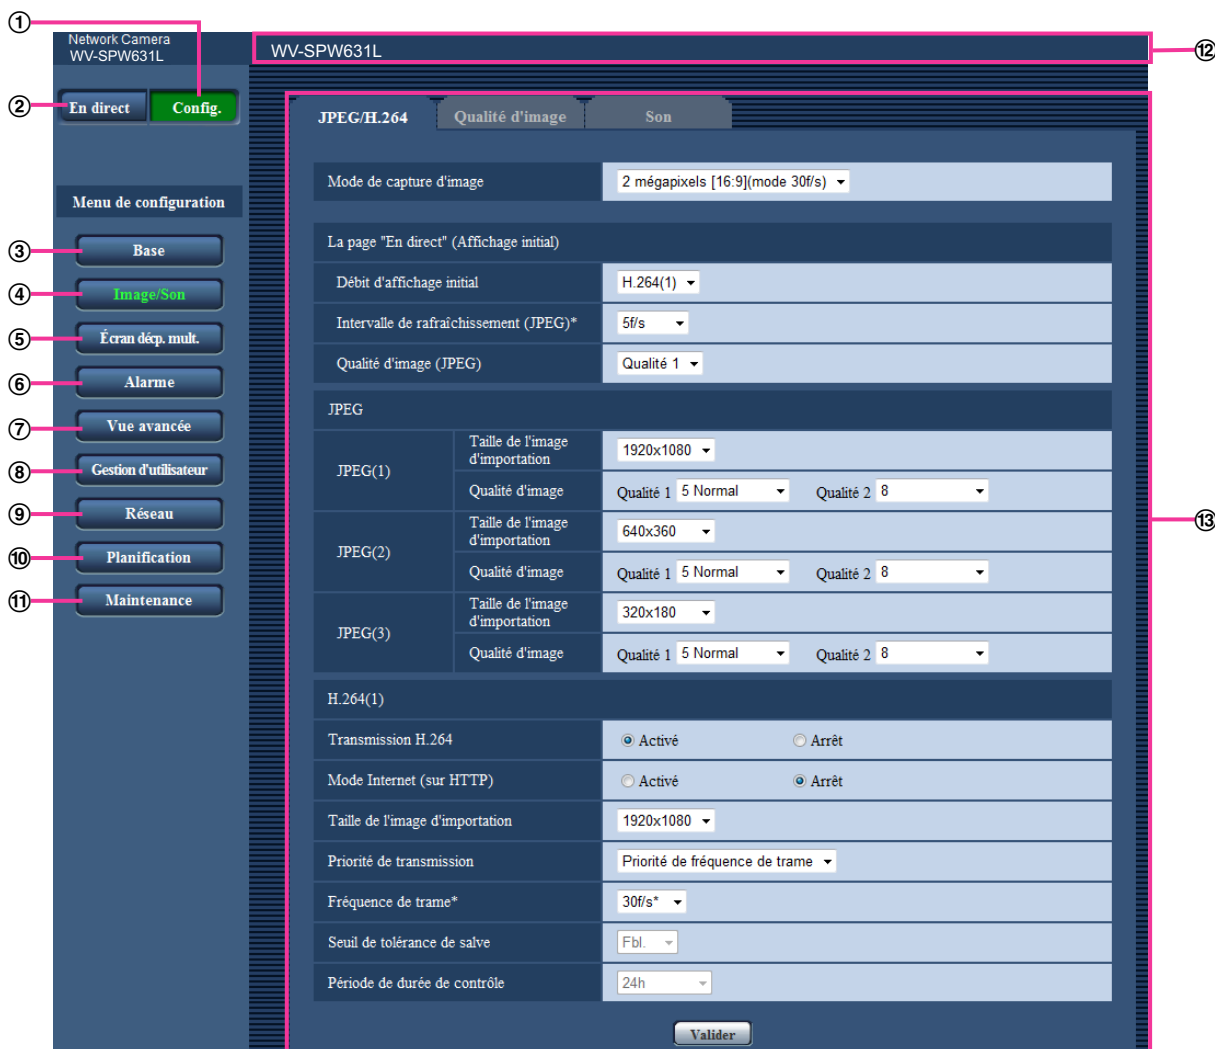 ①
Network Camera
WV-SPW631L
WV-SPW631L
⑫
② En direct Config.
JPEG/H.264 Qualité d'image Son
Mode de capture d'image 2 mégapixels [16:9](mode 30f/s)
Menu de configuration
La page "En direct" (Affichage initial)
③ Base
Débit d'affichage initial H.264(1)
④ Image/Son
Intervalle de rafraîchissement (JPEG)* 5f/s
⑤ Écran décp. mult.
Qualité d'image (JPEG) Qualité 1
⑥ Alarme
JPEG
⑦ Vue avancée
JPEG(1)
Taille de l'image d'importation 1920x1080
⑧ Gestion d'utilisateur
Qualité d'image Qualité 1 5 Normal Qualité 2 8
⑨ Réseau
⑬
JPEG(2)
Taille de l'image d'importation 640x360
⑩ Planification
Qualité d'image Qualité 1 5 Normal Qualité 2 8
⑪ Maintenance
JPEG(3)
Taille de l'image d'importation 320x180
Qualité d'image Qualité 1 5 Normal Qualité 2 8
H.264(1)
Transmission H.264 Activé Arrêt
Mode Internet (sur HTTP) Activé Arrêt
Taille de l'image d'importation 1920x1080
Priorité de transmission Priorité de fréquence de trame
Fréquence de trame* 30f/s*
Seuil de tolérance de salve Fbl.
Période de durée de contrôle 24h
Valider